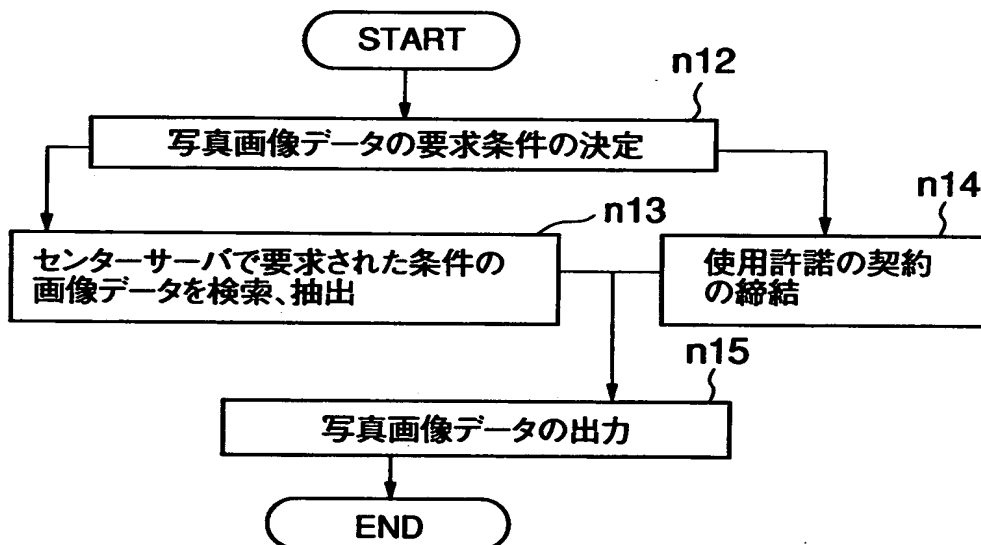 START
n12
写真画像データの要求条件の決定
n13
センターサーバで要求された条件の
画像データを検索、抽出
n14
使用許諾の契約
の締結
n15
写真画像データの出力
END